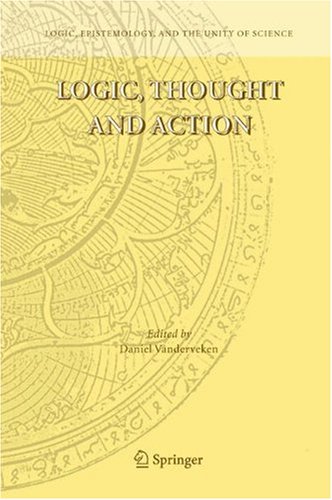 LOGIC, EPISTEMOLOGY, AND THE UNITY OF SCIENCE
LOGIC, THOUGHT
AND ACTION
Edited by
Daniel Vanderveken
Springer